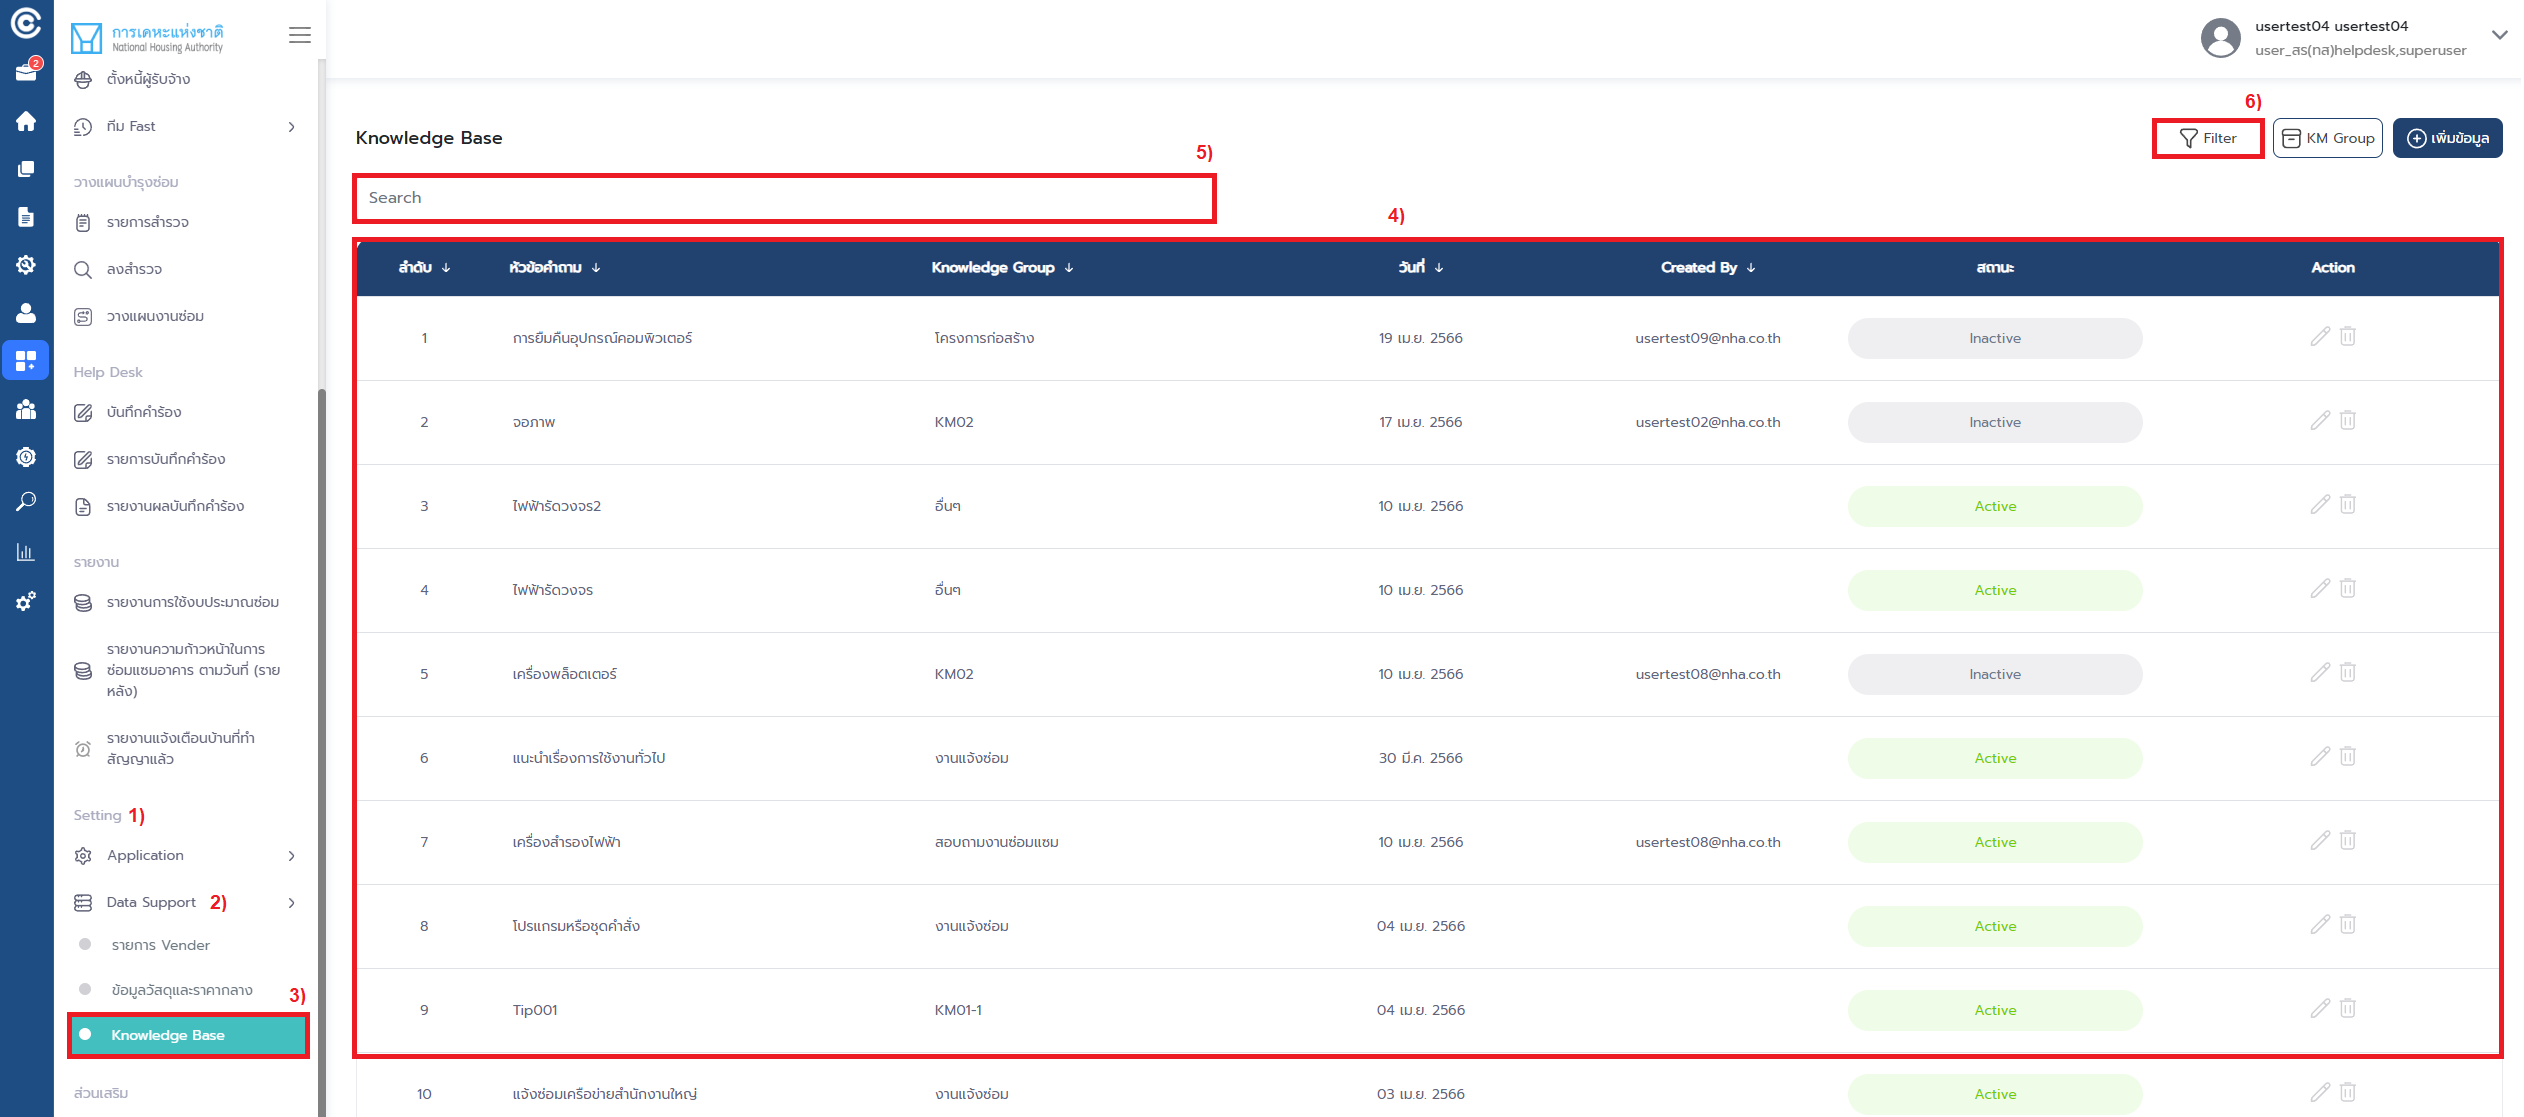 2
การเคหะแห่งชาติ
National Housing Authority
usertest04 usertest04
user_สร(ทส)helpdesk,superuser
ตั้งหนี้ผู้รับจ้าง
ทีม Fast
วางแผนบำรุงซ่อม
รายการสำรวจ
ลงสำรวจ
วางแผนงานซ่อม
Help Desk
บันทึกคำร้อง
รายการบันทึกคำร้อง
รายงานผลบันทึกคำร้อง
รายงาน
รายงานการใช้งบประมาณซ่อม
รายงานความก้าวหน้าในการ
ซ่อมแซมอาคาร ตามวันที่ (ราย
หลัง)
รายงานแจ้งเตือนบ้านที่ทำ
สัญญาแล้ว
Setting 1)
Application
Data Support 2)
รายการ Vender
ข้อมูลวัสดุและราคากลาง
3)
Knowledge Base
ส่วนเสริม
6)
Knowledge Base
Filter
KM Group
เพิ่มข้อมูล
5)
Search
4)
ลำดับ หัวข้อคำถาม Knowledge Group วันที่ Created By สถานะ Action
1 การยืมคืนอุปกรณ์คอมพิวเตอร์ โครงการก่อสร้าง 19 เม.ย. 2566 usertest09@nha.co.th Inactive
2 จอภาพ KM02 17 เม.ย. 2566 usertest02@nha.co.th Inactive
3 ไฟฟ้ารัดวงจร2 อื่นๆ 10 เม.ย. 2566 Active
4 ไฟฟ้ารัดวงจร อื่นๆ 10 เม.ย. 2566 Active
5 เครื่องพล็อตเตอร์ KM02 10 เม.ย. 2566 usertest08@nha.co.th Inactive
6 แนะนำเรื่องการใช้งานทั่วไป งานแจ้งซ่อม 30 มี.ค. 2566 Active
7 เครื่องสำรองไฟฟ้า สอบถามงานซ่อมแซม 10 เม.ย. 2566 usertest08@nha.co.th Active
8 โปรแกรมหรือชุดคำสั่ง งานแจ้งซ่อม 04 เม.ย. 2566 Active
9 Tip001 KM01-1 04 เม.ย. 2566 Active
10 แจ้งซ่อมเครือข่ายสำนักงานใหญ่ งานแจ้งซ่อม 03 เม.ย. 2566 Active